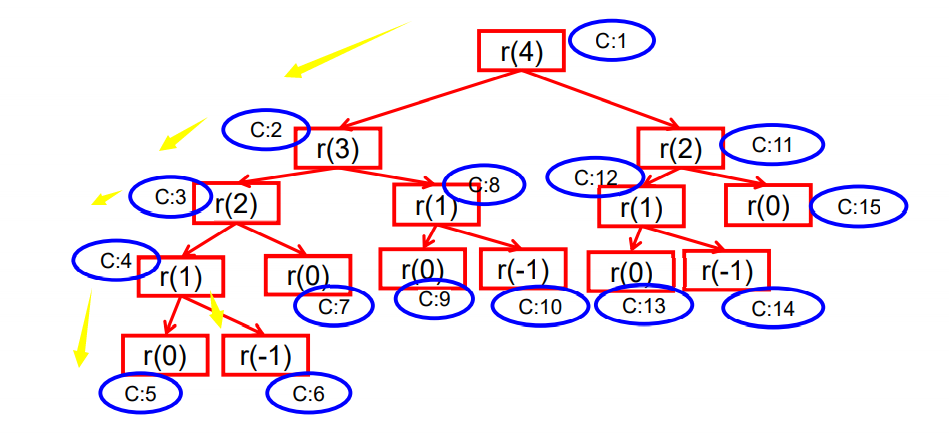 r(4)
C:1
C:2
r(3)
r(2)
C:11
C:3
r(2)
r(1)
C:8
C:12
r(1)
r(0)
C:15
C:4
r(1)
r(0)
C:7
r(0)
C:9
r(-1)
C:10
r(0)
C:13
r(-1)
C:14
r(0)
C:5
r(-1)
C:6